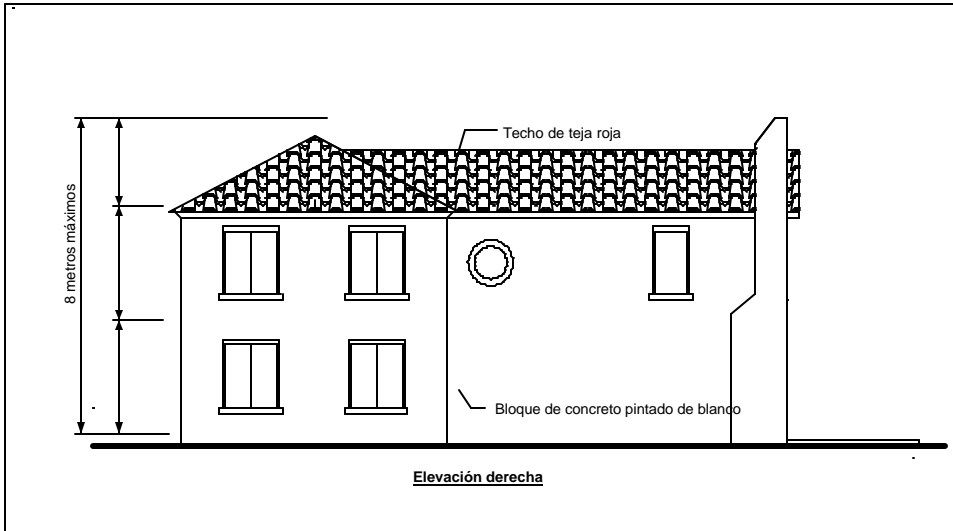 Techo de teja roja
8 metros máximos
Bloque de concreto pintado de blanco
Elevación derecha